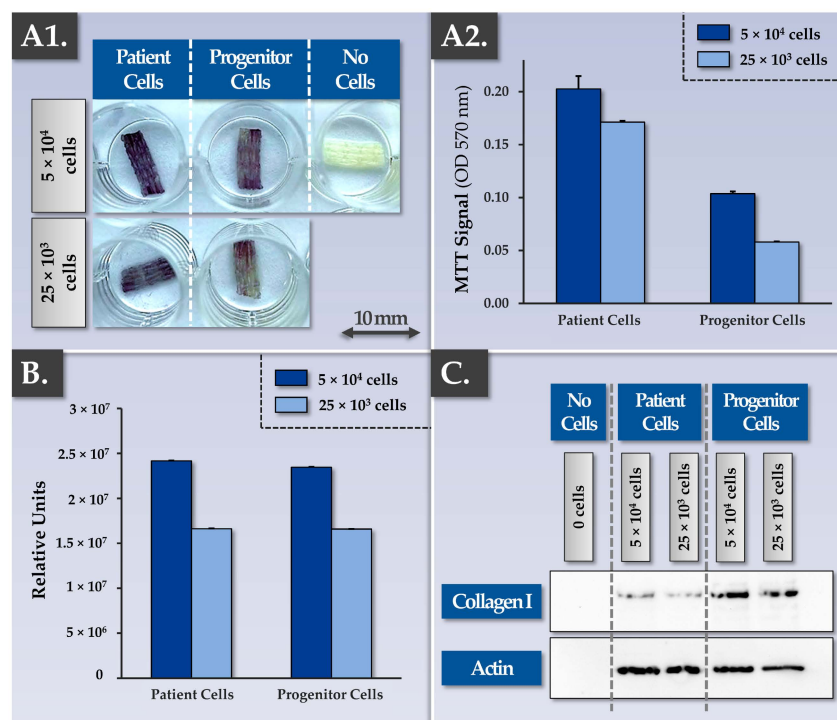 A1.
Patient
Cells
Progenitor
Cells
No
Cells
5 × 10⁴
cells
25 × 10³
cells
10 mm
A2.
5 × 10⁴ cells
25 × 10³ cells
MTT Signal (OD 570 nm)
0.20
0.15
0.10
0.05
0.00
Patient Cells
Progenitor Cells
B.
5 × 10⁴ cells
25 × 10³ cells
Relative Units
3 × 10⁷
2.5 × 10⁷
2 × 10⁷
1.5 × 10⁷
1 × 10⁷
5 × 10⁶
0
Patient Cells
Progenitor Cells
C.
No
Cells
Patient
Cells
Progenitor
Cells
0 cells
5 × 10⁴ cells
25 × 10³ cells
5 × 10⁴ cells
25 × 10³ cells
Collagen I
Actin